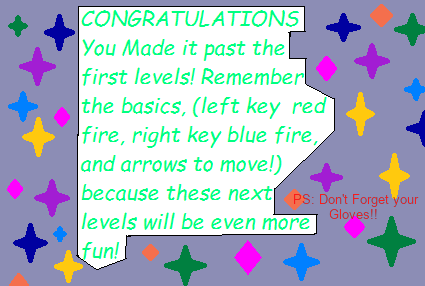 CONGRATULATIONS
You Made it past the
first levels! Remember
the basics, (left key red
fire, right key blue fire,
and arrows to move!)
because these next
levels will be even more
fun!
PS: Don't Forget your
Gloves!!